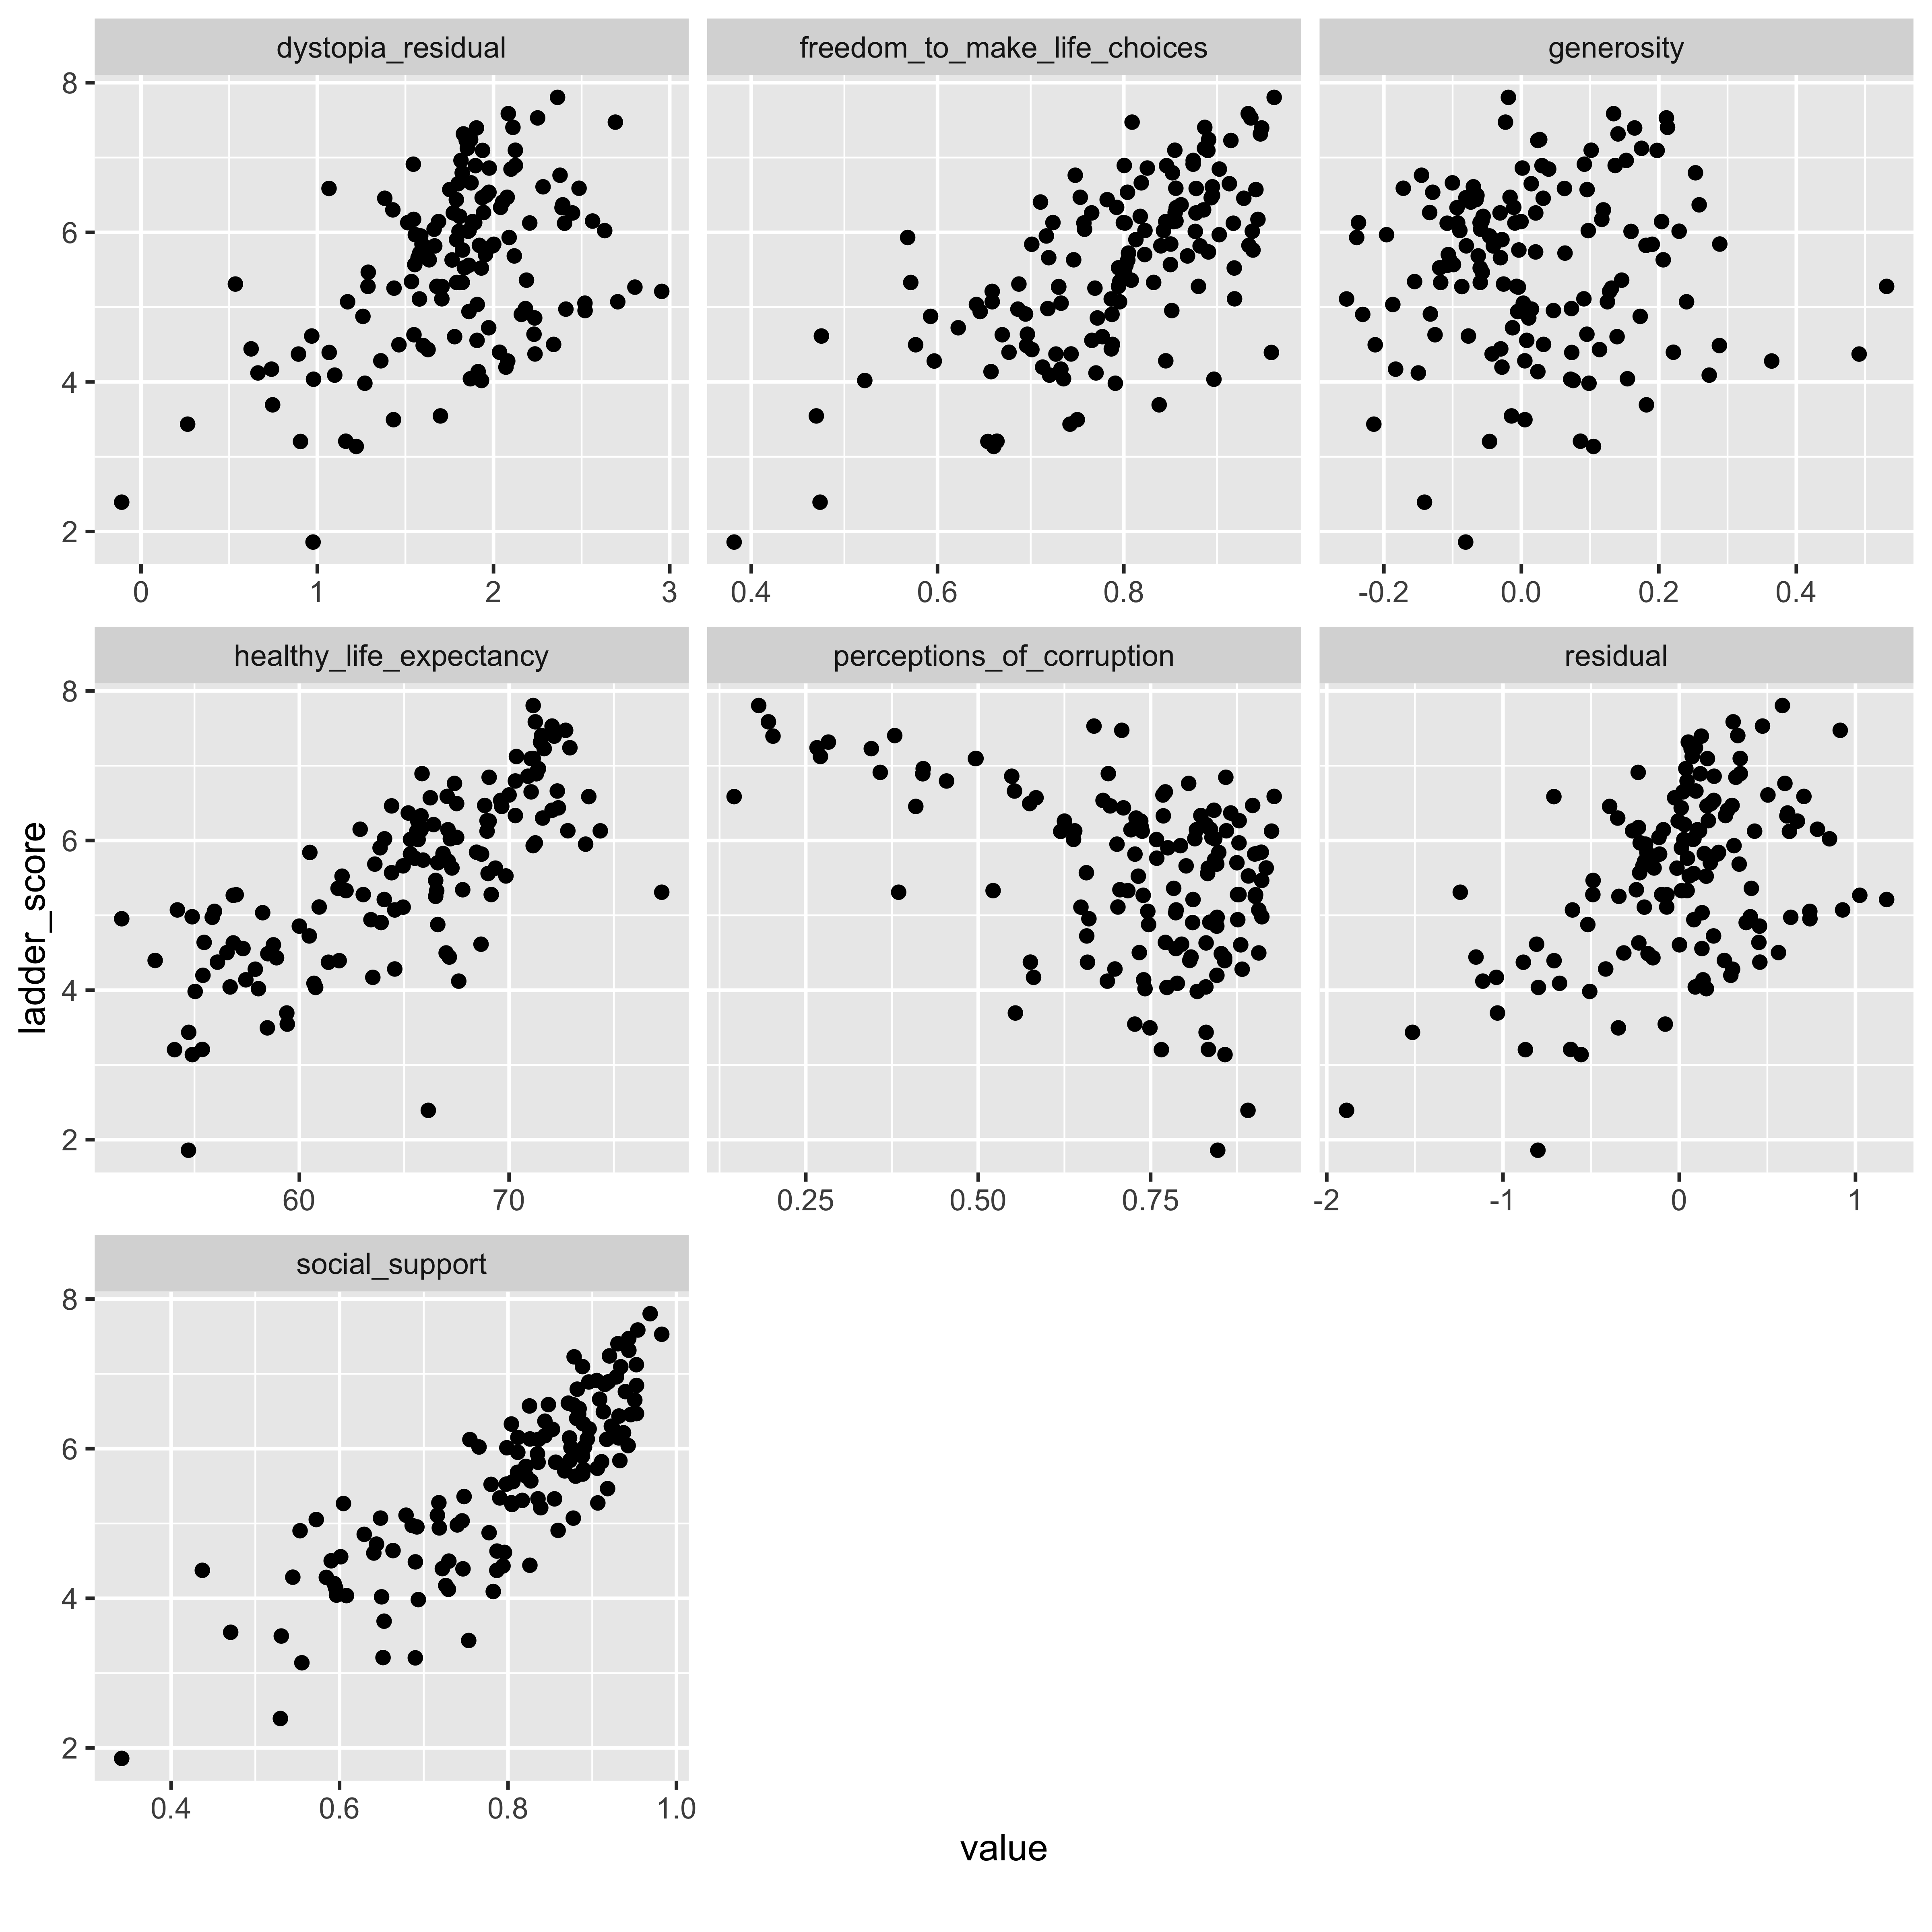 dystopia_residual
freedom_to_make_life_choices
generosity
8
6
4
2
0 1 2 3
0.4 0.6 0.8
-0.2 0.0 0.2 0.4
healthy_life_expectancy
perceptions_of_corruption
residual
8
6
4
2
60 70
0.25 0.50 0.75
-2 -1 0 1
social_support
8
6
4
2
0.4 0.6 0.8 1.0
ladder_score
value